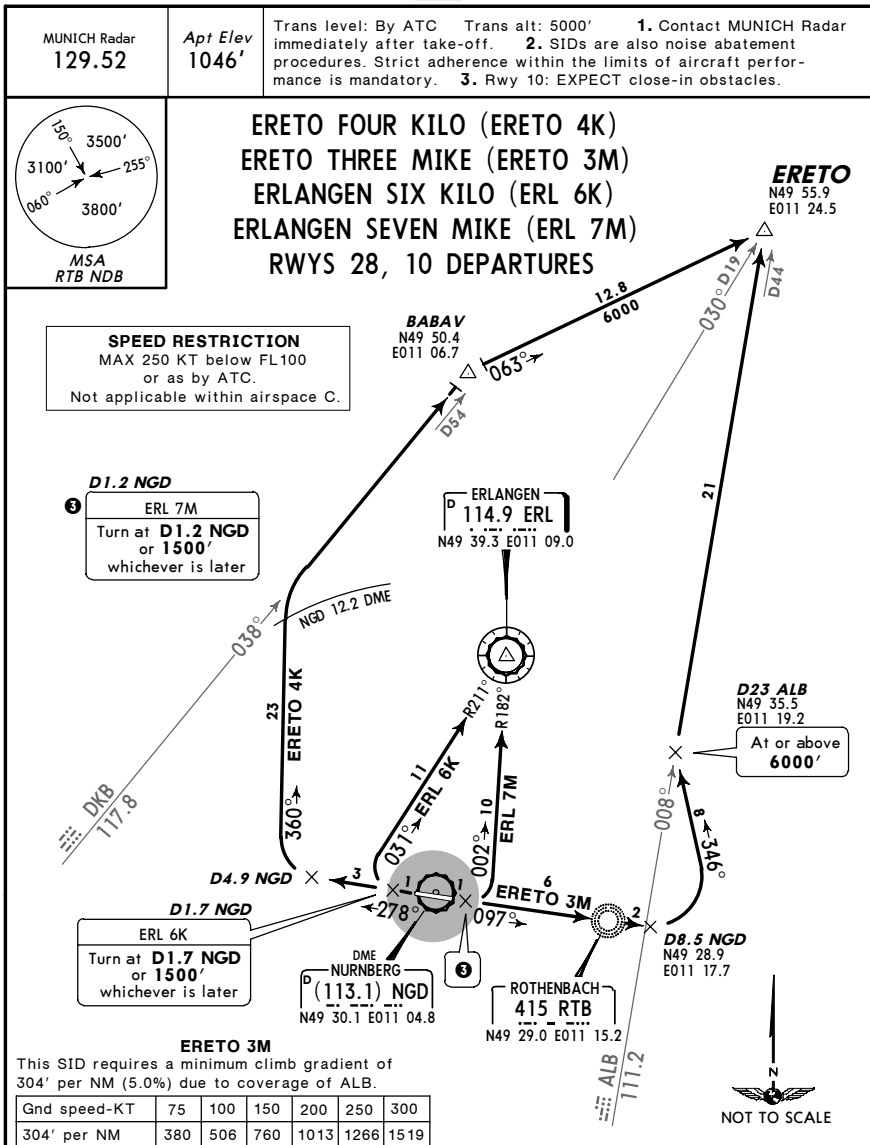 MUNICH Radar
129.52
Apt Elev
1046'
Trans level: By ATC Trans alt: 5000' 1. Contact MUNICH Radar
immediately after take-off. 2. SIDs are also noise abatement
procedures. Strict adherence within the limits of aircraft perfor-
mance is mandatory. 3. Rwy 10: EXPECT close-in obstacles.
150°
3500'
3100'
255°
060°
3800'
MSA
RTB NDB
ERETO FOUR KILO (ERETO 4K)
ERETO THREE MIKE (ERETO 3M)
ERLANGEN SIX KILO (ERL 6K)
ERLANGEN SEVEN MIKE (ERL 7M)
RWYS 28, 10 DEPARTURES
ERETO
N49 55.9
E011 24.5
12.8
6000
030° D19
D44
BABAV
N49 50.4
E011 06.7
063°
D54
SPEED RESTRICTION
MAX 250 KT below FL100
or as by ATC.
Not applicable within airspace C.
D1.2 NGD
3
ERL 7M
Turn at D1.2 NGD
or 1500'
whichever is later
21
ERLANGEN
D 114.9 ERL
N49 39.3 E011 09.0
NGD 12.2 DME
038°
DKB
117.8
23
ERETO 4K
360°
R211°
R182°
11
ERL 6K
031°
10
ERL 7M
002°
D23 ALB
N49 35.5
E011 19.2
At or above
6000'
008°
8
346°
D4.9 NGD
3
1
1
278°
097°
6
ERETO 3M
2
D1.7 NGD
ERL 6K
Turn at D1.7 NGD
or 1500'
whichever is later
DME
NURNBERG
D (113.1) NGD
N49 30.1 E011 04.8
3
ROTHENBACH
415 RTB
N49 29.0 E011 15.2
D8.5 NGD
N49 28.9
E011 17.7
ALB
111.2
N
NOT TO SCALE
ERETO 3M
This SID requires a minimum climb gradient of
304' per NM (5.0%) due to coverage of ALB.
Gnd speed-KT 75 100 150 200 250 300
304' per NM 380 506 760 1013 1266 1519